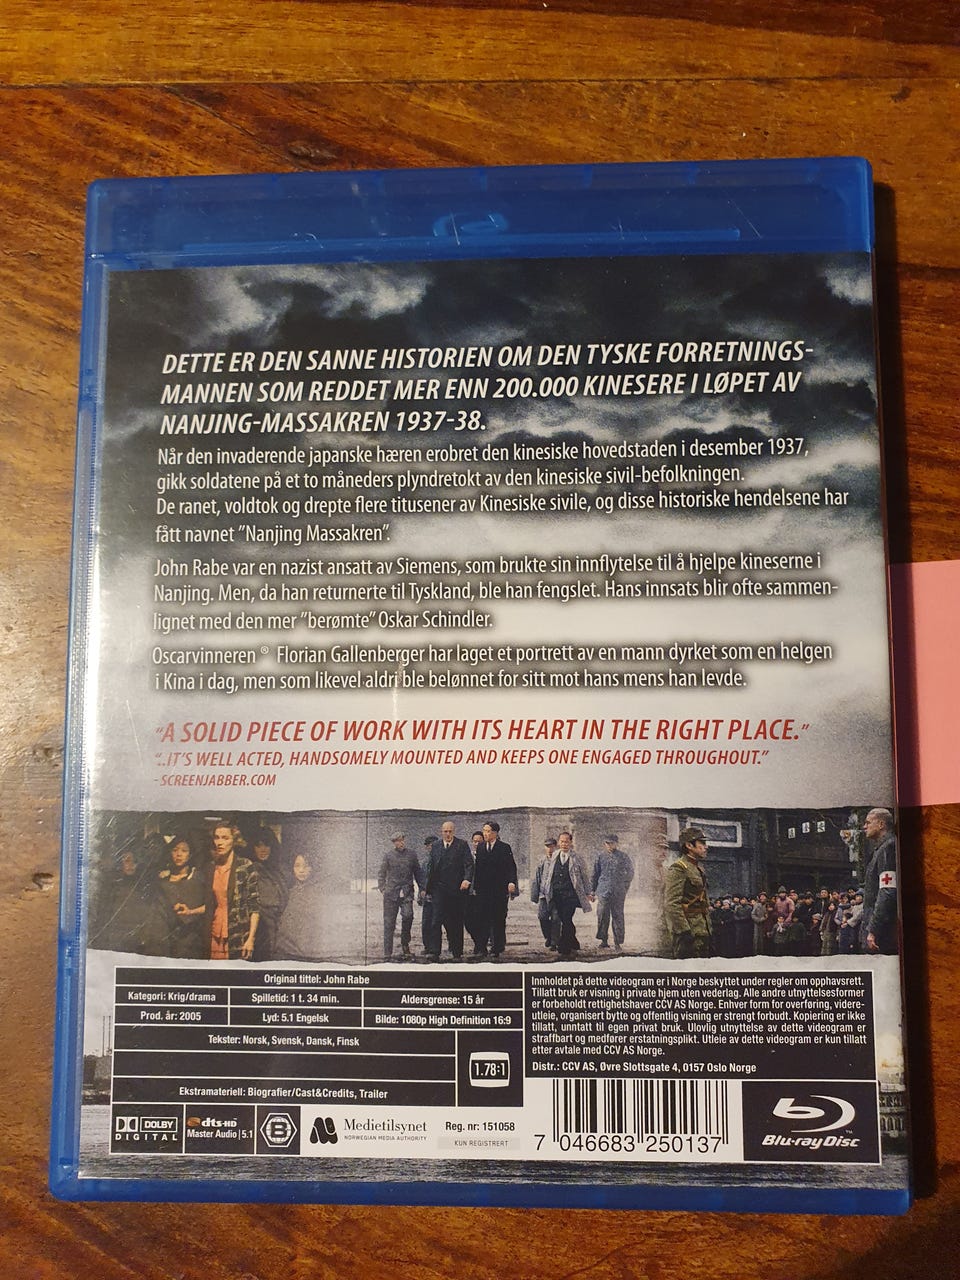 DETTE ER DEN SANNE HISTORIEN OM DEN TYSKE FORRETNINGS-
MANNEN SOM REDDET MER ENN 200.000 KINESERE I LØPET AV
NANJING-MASSAKREN 1937-38.
Når den invaderende japanske hæren erobret den kinesiske hovedstaden i desember 1937,
gikk soldatene på et to måneders plyndretokt av den kinesiske sivil-befolkningen.
De ranet, voldtok og drepte flere titusener av Kinesiske sivile, og disse historiske hendelsene har
fått navnet "Nanjing Massakren".
John Rabe var en nazist ansatt av Siemens, som brukte sin innflytelse til å hjelpe kineserne i
Nanjing. Men, da han returnerte til Tyskland, ble han fengslet. Hans innsats blir ofte sammen-
lignet med den mer "berømte" Oskar Schindler.
Oscarvinneren ® Florian Gallenberger har laget et portrett av en mann dyrket som en helgen
i Kina i dag, men som likevel aldri ble belønnet for sitt mot hans mens han levde.
"A SOLID PIECE OF WORK WITH ITS HEART IN THE RIGHT PLACE."
"..IT'S WELL ACTED, HANDSOMELY MOUNTED AND KEEPS ONE ENGAGED THROUGHOUT."
- SCREENJABBER.COM
Original tittel: John Rabe
Kategori: Krig/drama
Spilletid: 1 t. 34 min.
Aldersgrense: 15 år
Prod. år: 2005
Lyd: 5.1 Engelsk
Bilde: 1080p High Definition 16:9
Tekster: Norsk, Svensk, Dansk, Finsk
1.78:1
Ekstramateriell: Biografier/Cast&Credits, Trailer
Innholdet på dette videogram er i Norge beskyttet under regler om opphavsrett.
Tillatt bruk er visning i private hjem uten vederlag. Alle andre utnyttelsesformer
er forbeholdt rettighetshaver CCV AS Norge. Enhver form for overføring, videre-
utleie, organisert bytte og offentlig visning er strengt forbudt. Kopiering er ikke
tillatt, unntatt til egen privat bruk. Ulovlig utnyttelse av dette videogram er
straffbart og medfører erstatningsplikt. Utleie av dette videogram er kun tillatt
etter avtale med CCV AS Norge.
Distr.: CCV AS, Øvre Slottsgate 4, 0157 Oslo Norge
DOLBY
DIGITAL
dts-HD
Master Audio | 5.1
B
Medietilsynet
NORWEGIAN MEDIA AUTHORITY
Reg. nr: 151058
KUN REGISTRERT
7 046683 250137
Blu-ray Disc
TM